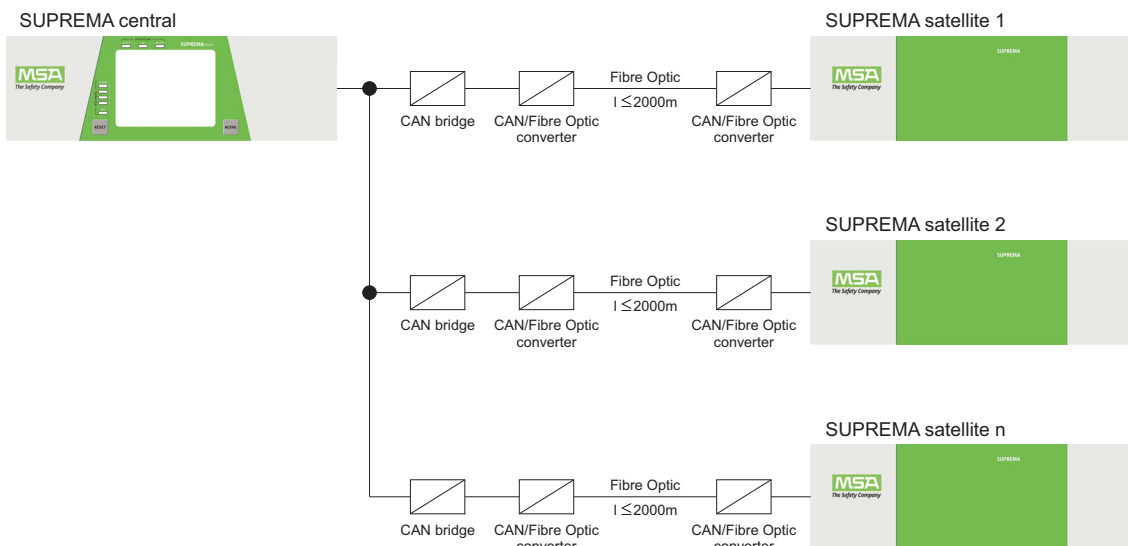 SUPREMA central
SUPREMA satellite 1
SUPREMA
MSA
The Safety Company
RESET
ACKNL
CAN bridge
CAN/Fibre Optic
converter
Fibre Optic
l ≤2000m
CAN/Fibre Optic
converter
SUPREMA
MSA
The Safety Company
SUPREMA satellite 2
CAN bridge
CAN/Fibre Optic
converter
Fibre Optic
l ≤2000m
CAN/Fibre Optic
converter
SUPREMA
MSA
The Safety Company
SUPREMA satellite n
CAN bridge
CAN/Fibre Optic
converter
Fibre Optic
l ≤2000m
CAN/Fibre Optic
converter
SUPREMA
MSA
The Safety Company